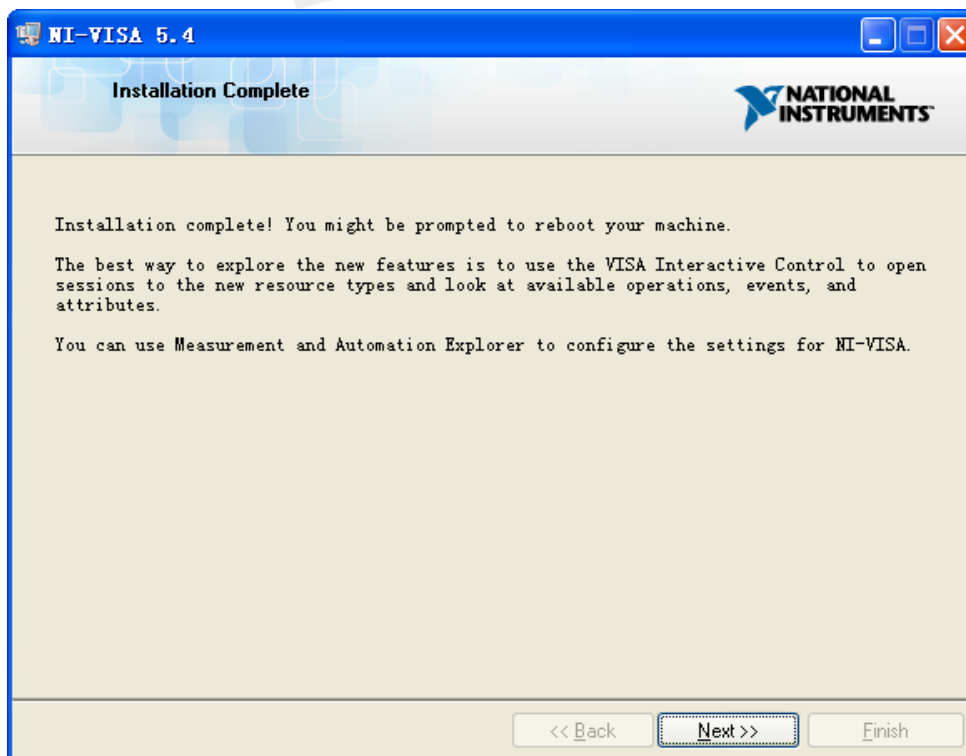 NI-VISA 5.4
Installation Complete
NATIONAL
INSTRUMENTS™
Installation complete! You might be prompted to reboot your machine.
The best way to explore the new features is to use the VISA Interactive Control to open
sessions to the new resource types and look at available operations, events, and
attributes.
You can use Measurement and Automation Explorer to configure the settings for NI-VISA.
<< Back Next >> Finish